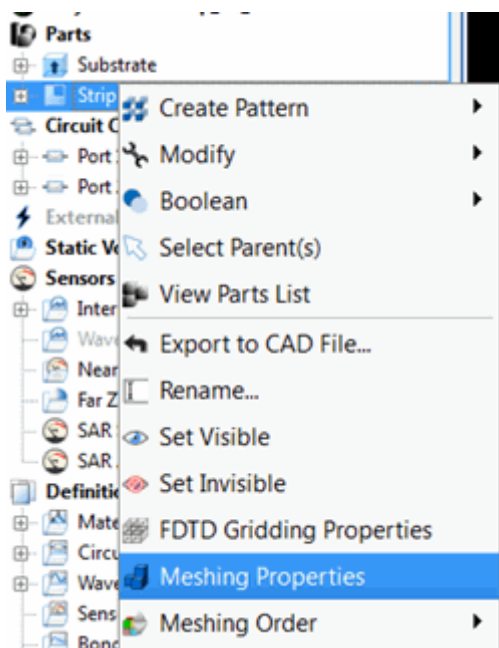 Parts
Substrate
Strip
Create Pattern
Circuit C
Port
Modify
Port
Boolean
External
Static Vo
Select Parent(s)
Sensors
View Parts List
Inter
Wave
Export to CAD File...
Near
Far Z
Rename...
SAR
Set Visible
SAR
Set Invisible
Definitio
Mate
FDTD Gridding Properties
Circu
Wave
Meshing Properties
Sens
Meshing Order
Bond